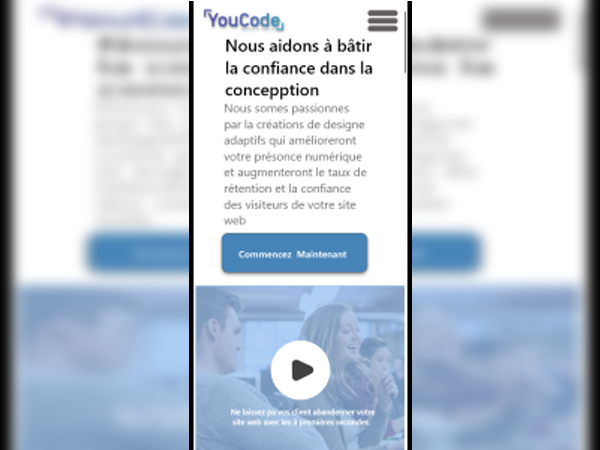 YouCode
Nous aidons à bâtir
la confiance dans la
concepption
Nous somes passionnes
par la créations de designe
adaptifs qui amélioreront
votre présonce numérique
et augmenteront le taux de
rétention et la confiance
des visiteurs de votre site
web
Commencez Maintenant
Ne laissez pa vos client abandonner votre
site web avec les 3 premières secondes.